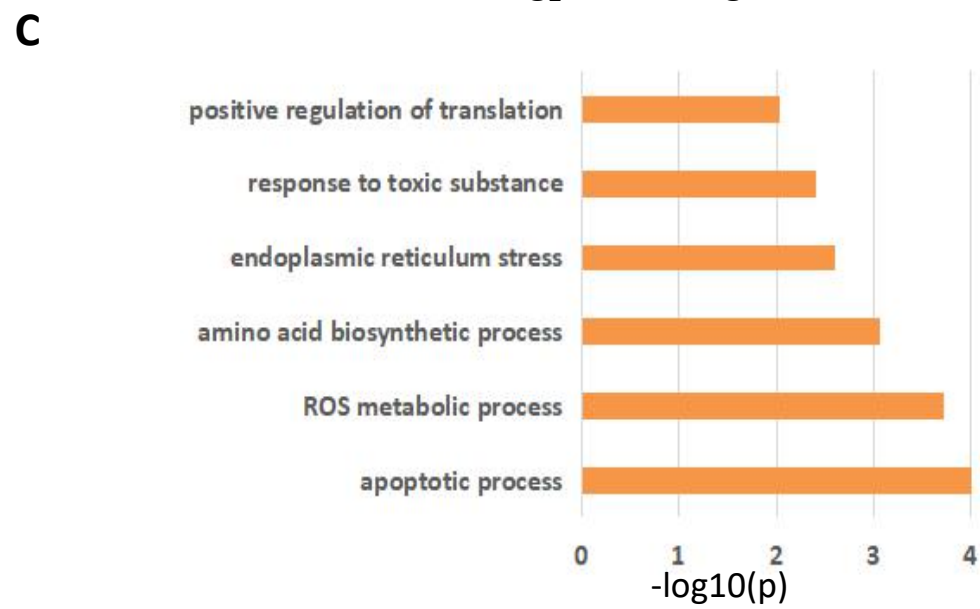 C
positive regulation of translation
response to toxic substance
endoplasmic reticulum stress
amino acid biosynthetic process
ROS metabolic process
apoptotic process
0 1 2 3 4
-log10(p)